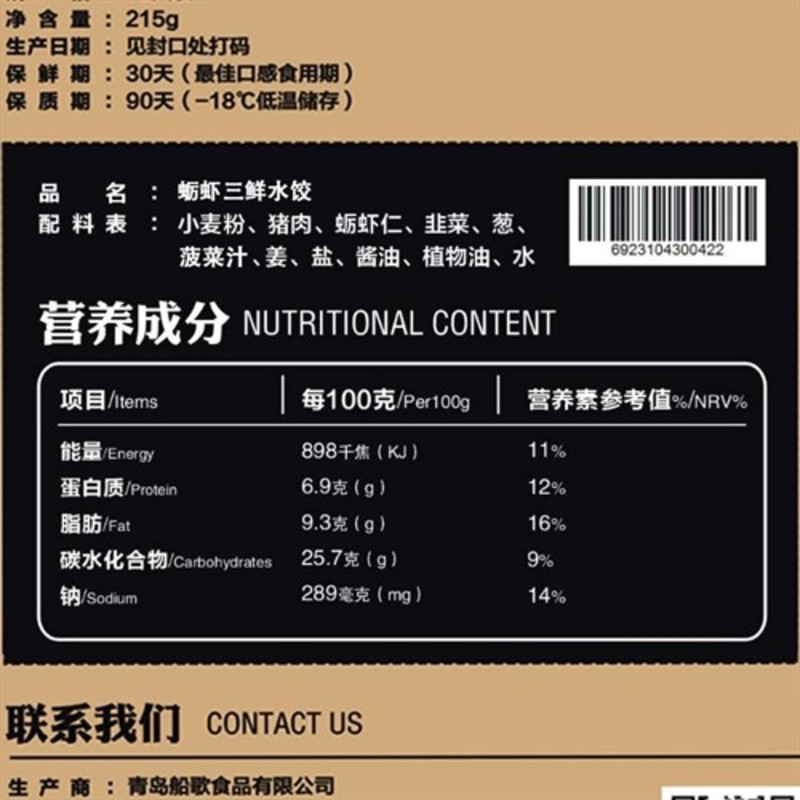 净含量：215g
生产日期：见封口处打码
保鲜期：30天（最佳口感食用期）
保质期：90天（-18℃低温储存）
品名：蛎虾三鲜水饺
配料表：小麦粉、猪肉、蛎虾仁、韭菜、葱、
菠菜汁、姜、盐、酱油、植物油、水
6923104300422
营养成分 NUTRITIONAL CONTENT
项目/Items 每100克/Per100g 营养素参考值%/NRV%
能量/Energy 898千焦（KJ） 11%
蛋白质/Protein 6.9克（g） 12%
脂肪/Fat 9.3克（g） 16%
碳水化合物/Carbohydrates 25.7克（g） 9%
钠/Sodium 289毫克（mg） 14%
联系我们 CONTACT US
生产商：青岛船歌食品有限公司